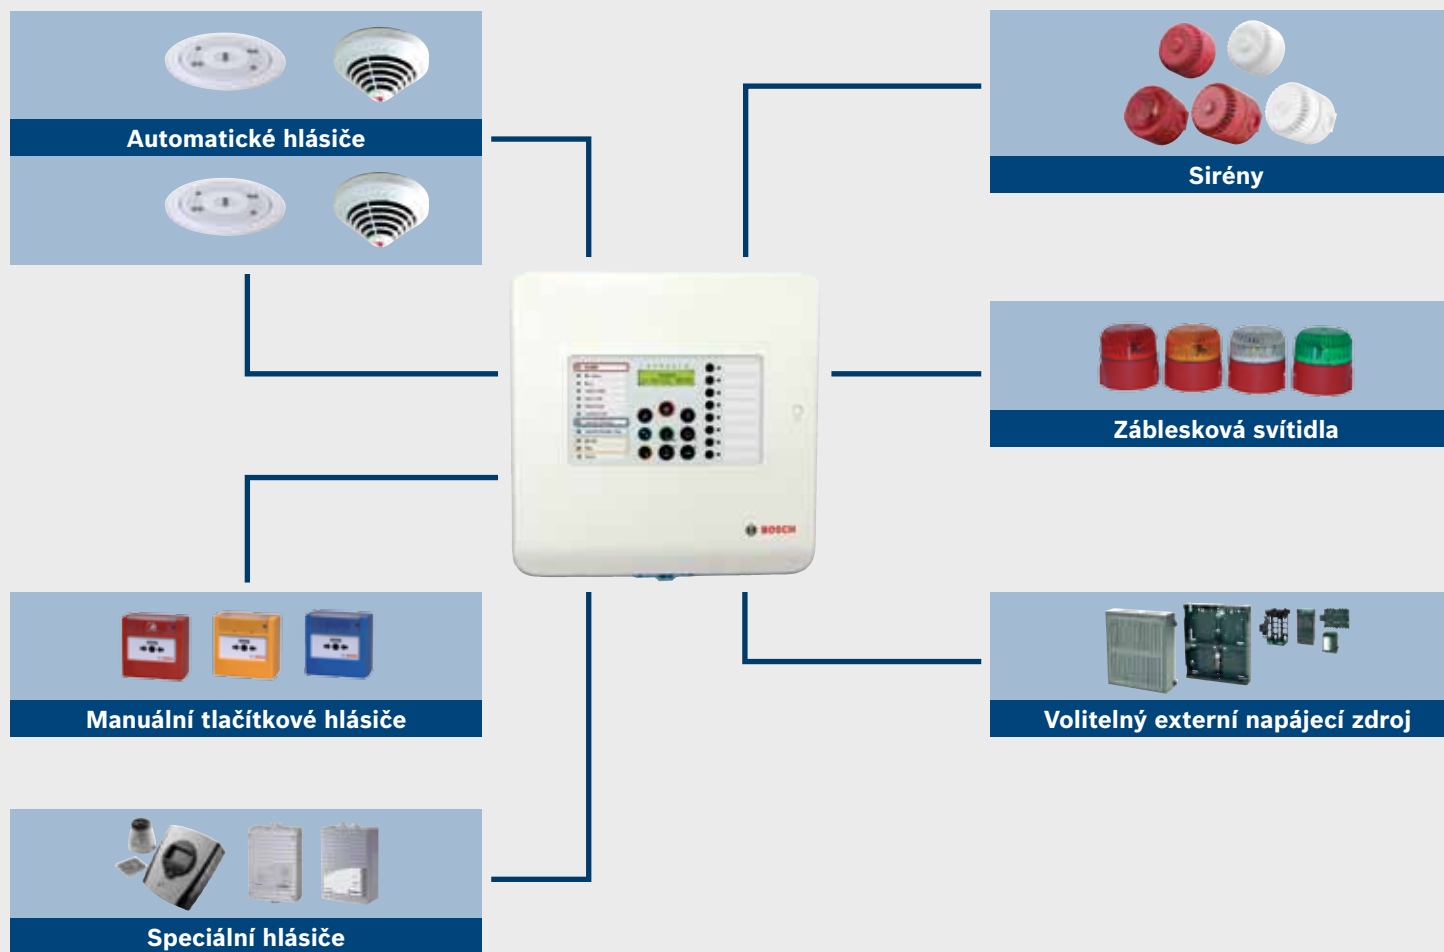 Automatické hlásiče
Sirény
Záblesková svítidla
BOSCH
Manuální tlačítkové hlásiče
Volitelný externí napájecí zdroj
Speciální hlásiče